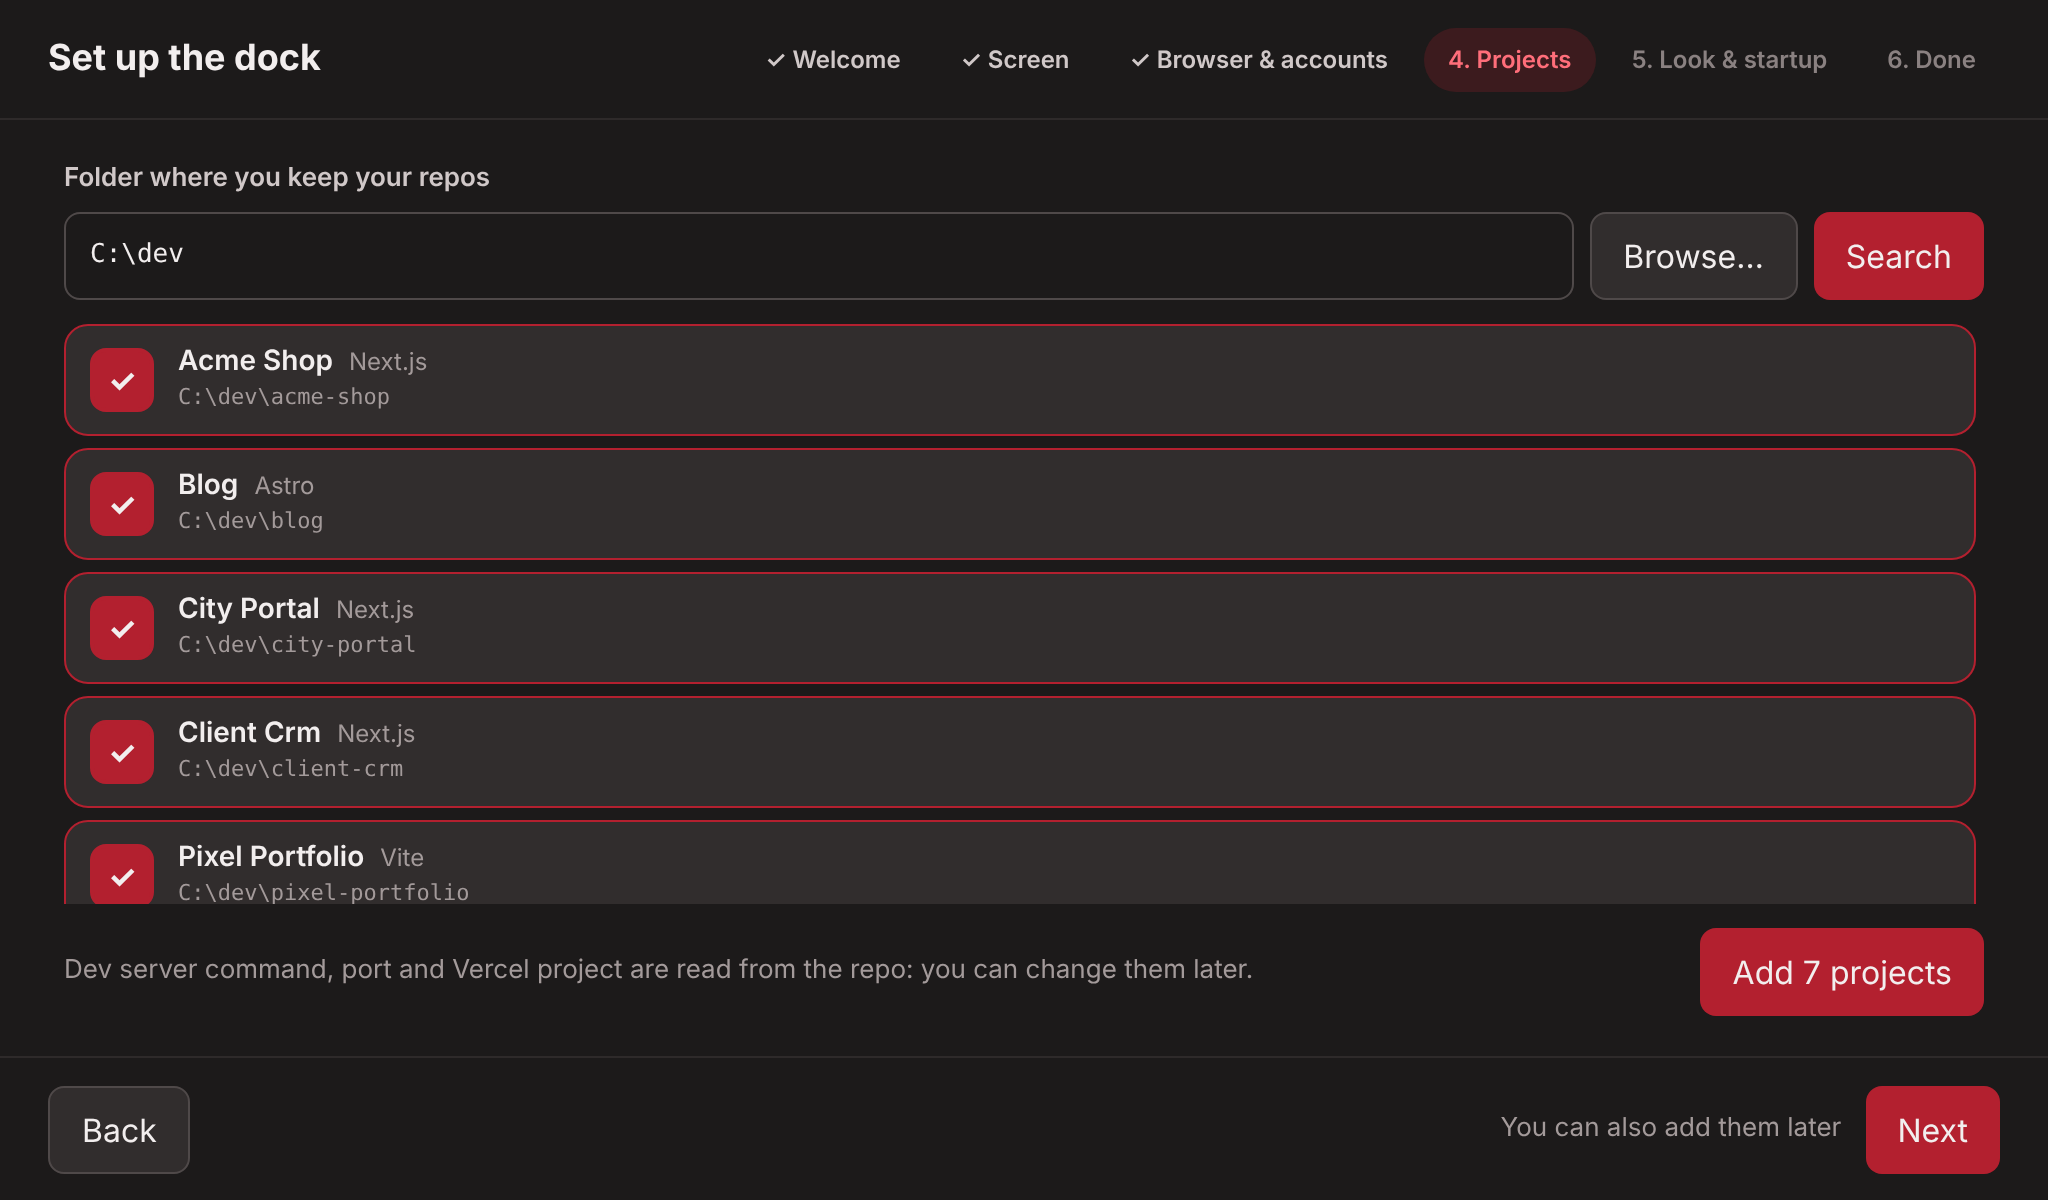 Set up the dock
✓ Welcome ✓ Screen ✓ Browser & accounts 4. Projects 5. Look & startup 6. Done
Folder where you keep your repos
C:\dev Browse... Search
Acme Shop Next.js
C:\dev\acme-shop
Blog Astro
C:\dev\blog
City Portal Next.js
C:\dev\city-portal
Client Crm Next.js
C:\dev\client-crm
Pixel Portfolio Vite
C:\dev\pixel-portfolio
Dev server command, port and Vercel project are read from the repo: you can change them later. Add 7 projects
Back You can also add them later Next